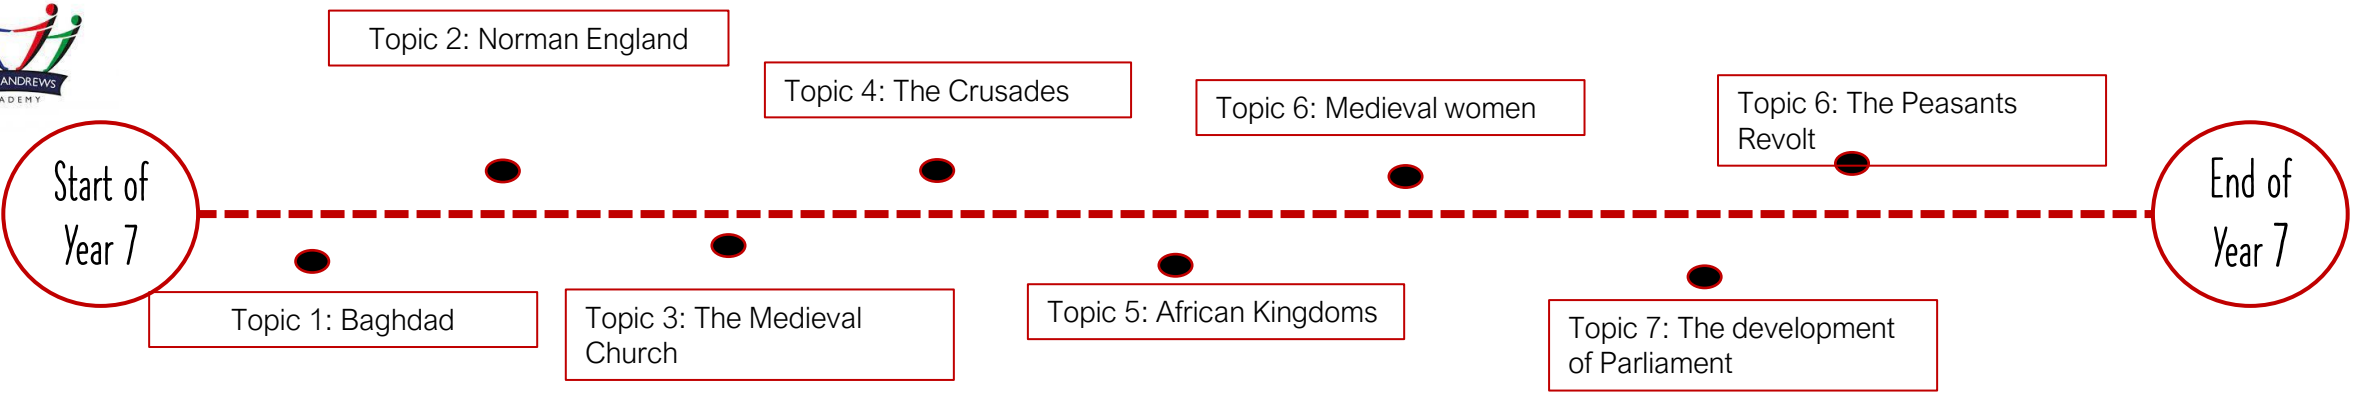 ANDREWS
ADEMY
Start of
Year 7
Topic 1: Baghdad
Topic 2: Norman England
Topic 3: The Medieval
Church
Topic 4: The Crusades
Topic 5: African Kingdoms
Topic 6: Medieval women
Topic 7: The development
of Parliament
Topic 6: The Peasants
Revolt
End of
Year 7